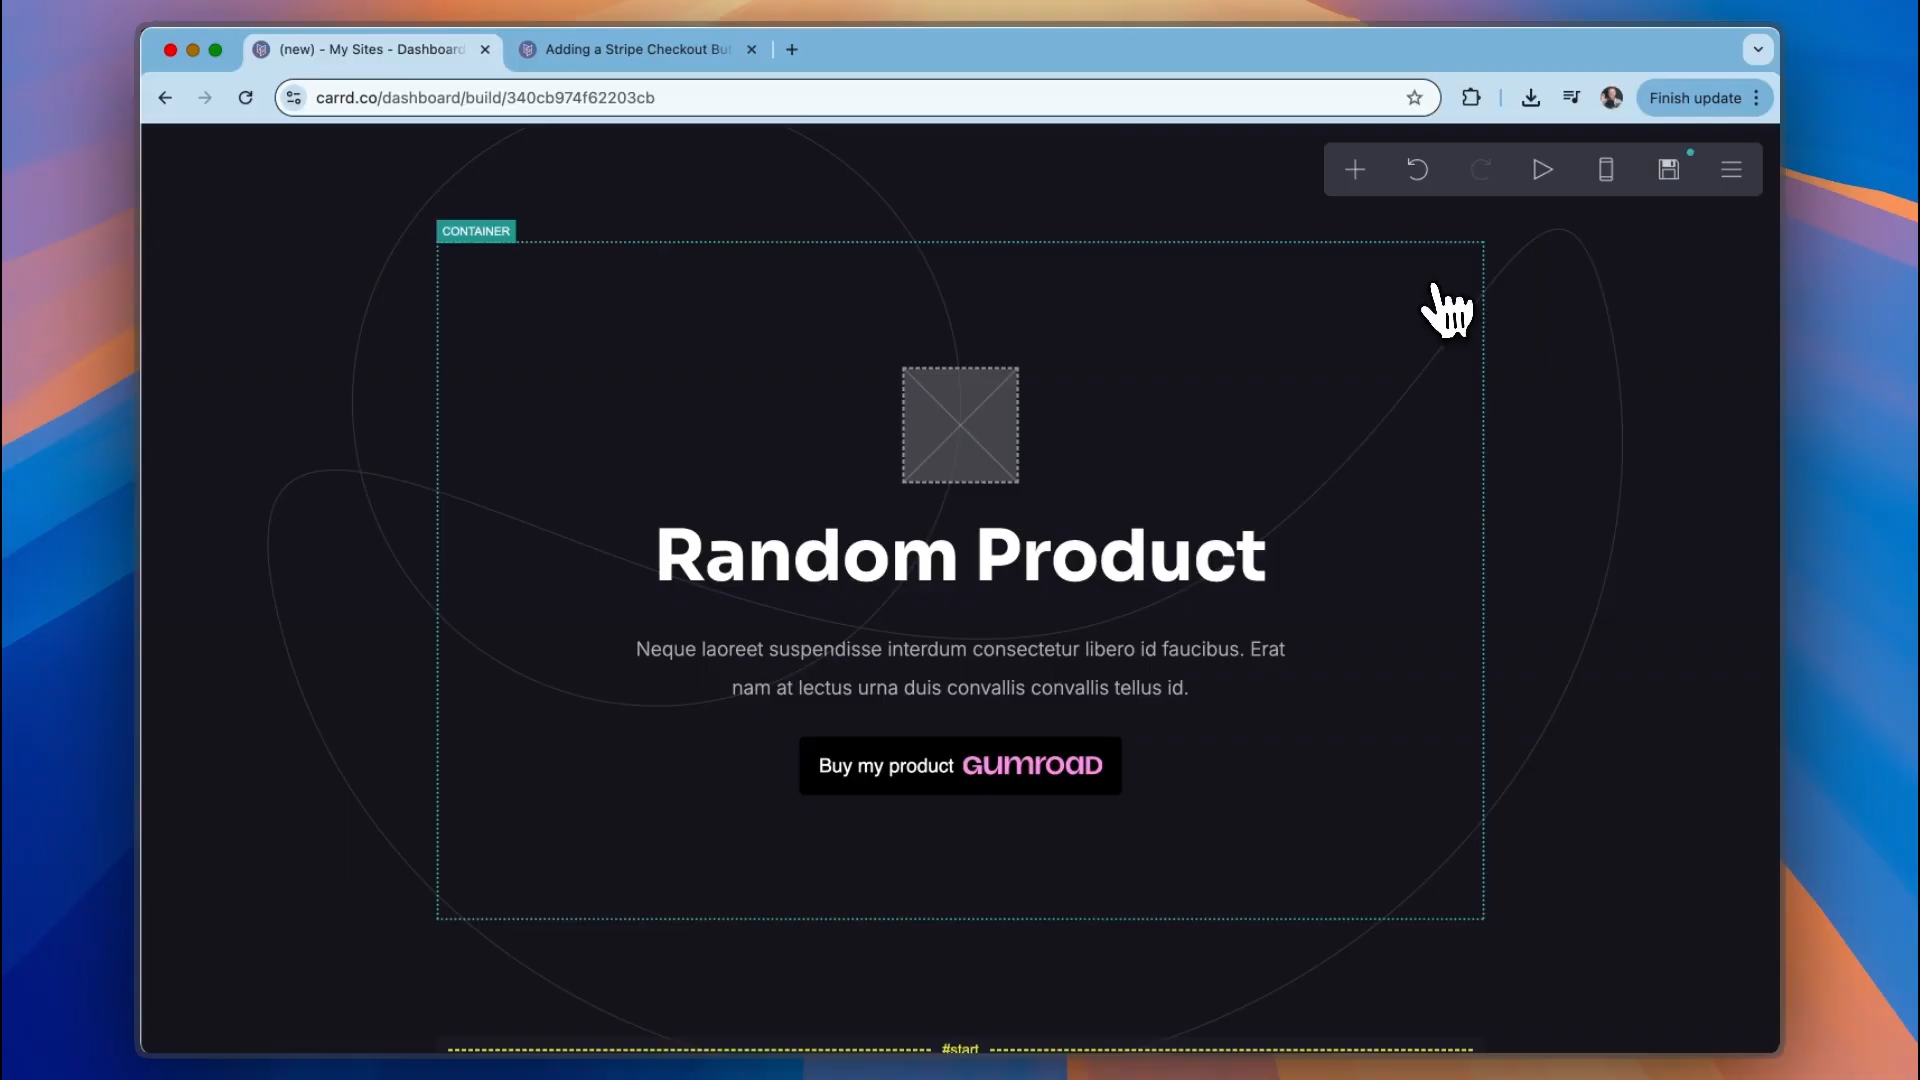 (new) - My Sites - Dashboard
Adding a Stripe Checkout But
carrd.co/dashboard/build/340cb974f62203cb
Finish update
CONTAINER
Random Product
Neque laoreet suspendisse interdum consectetur libero id faucibus. Erat
nam at lectus urna duis convallis convallis tellus id.
Buy my product GUMROAD
#start